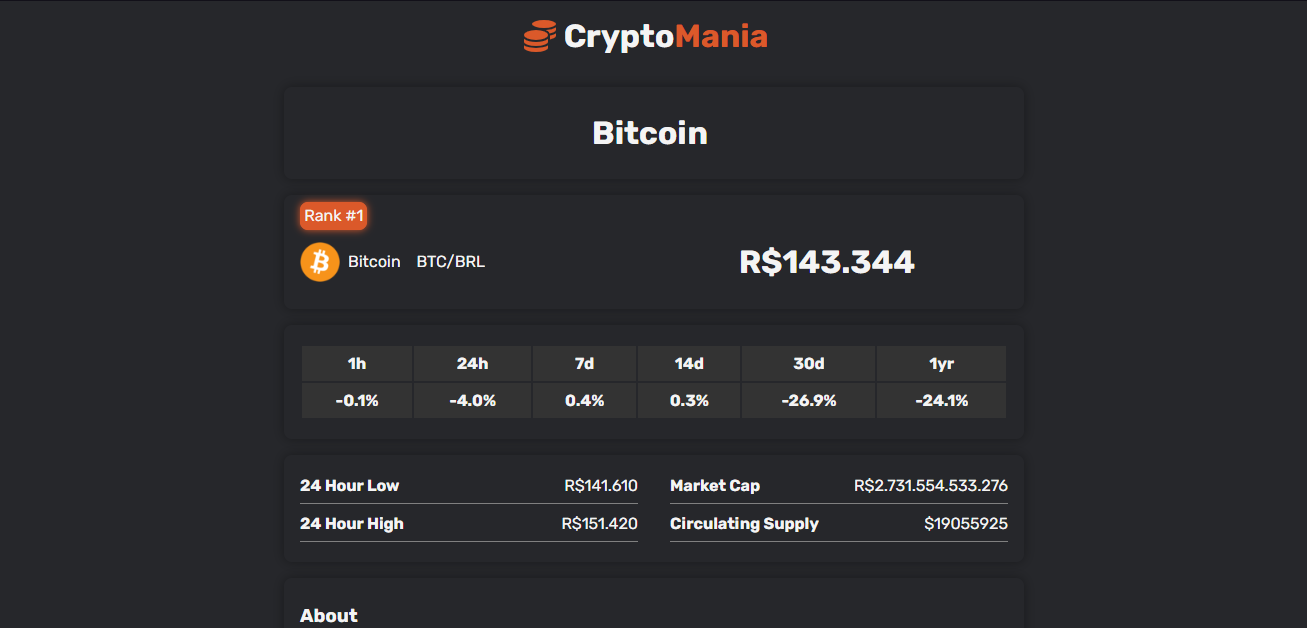 CryptoMania
Bitcoin
Rank #1
Bitcoin BTC/BRL R$143.344
1h 24h 7d 14d 30d 1yr
-0.1% -4.0% 0.4% 0.3% -26.9% -24.1%
24 Hour Low R$141.610 Market Cap R$2.731.554.533.276
24 Hour High R$151.420 Circulating Supply $19055925
About